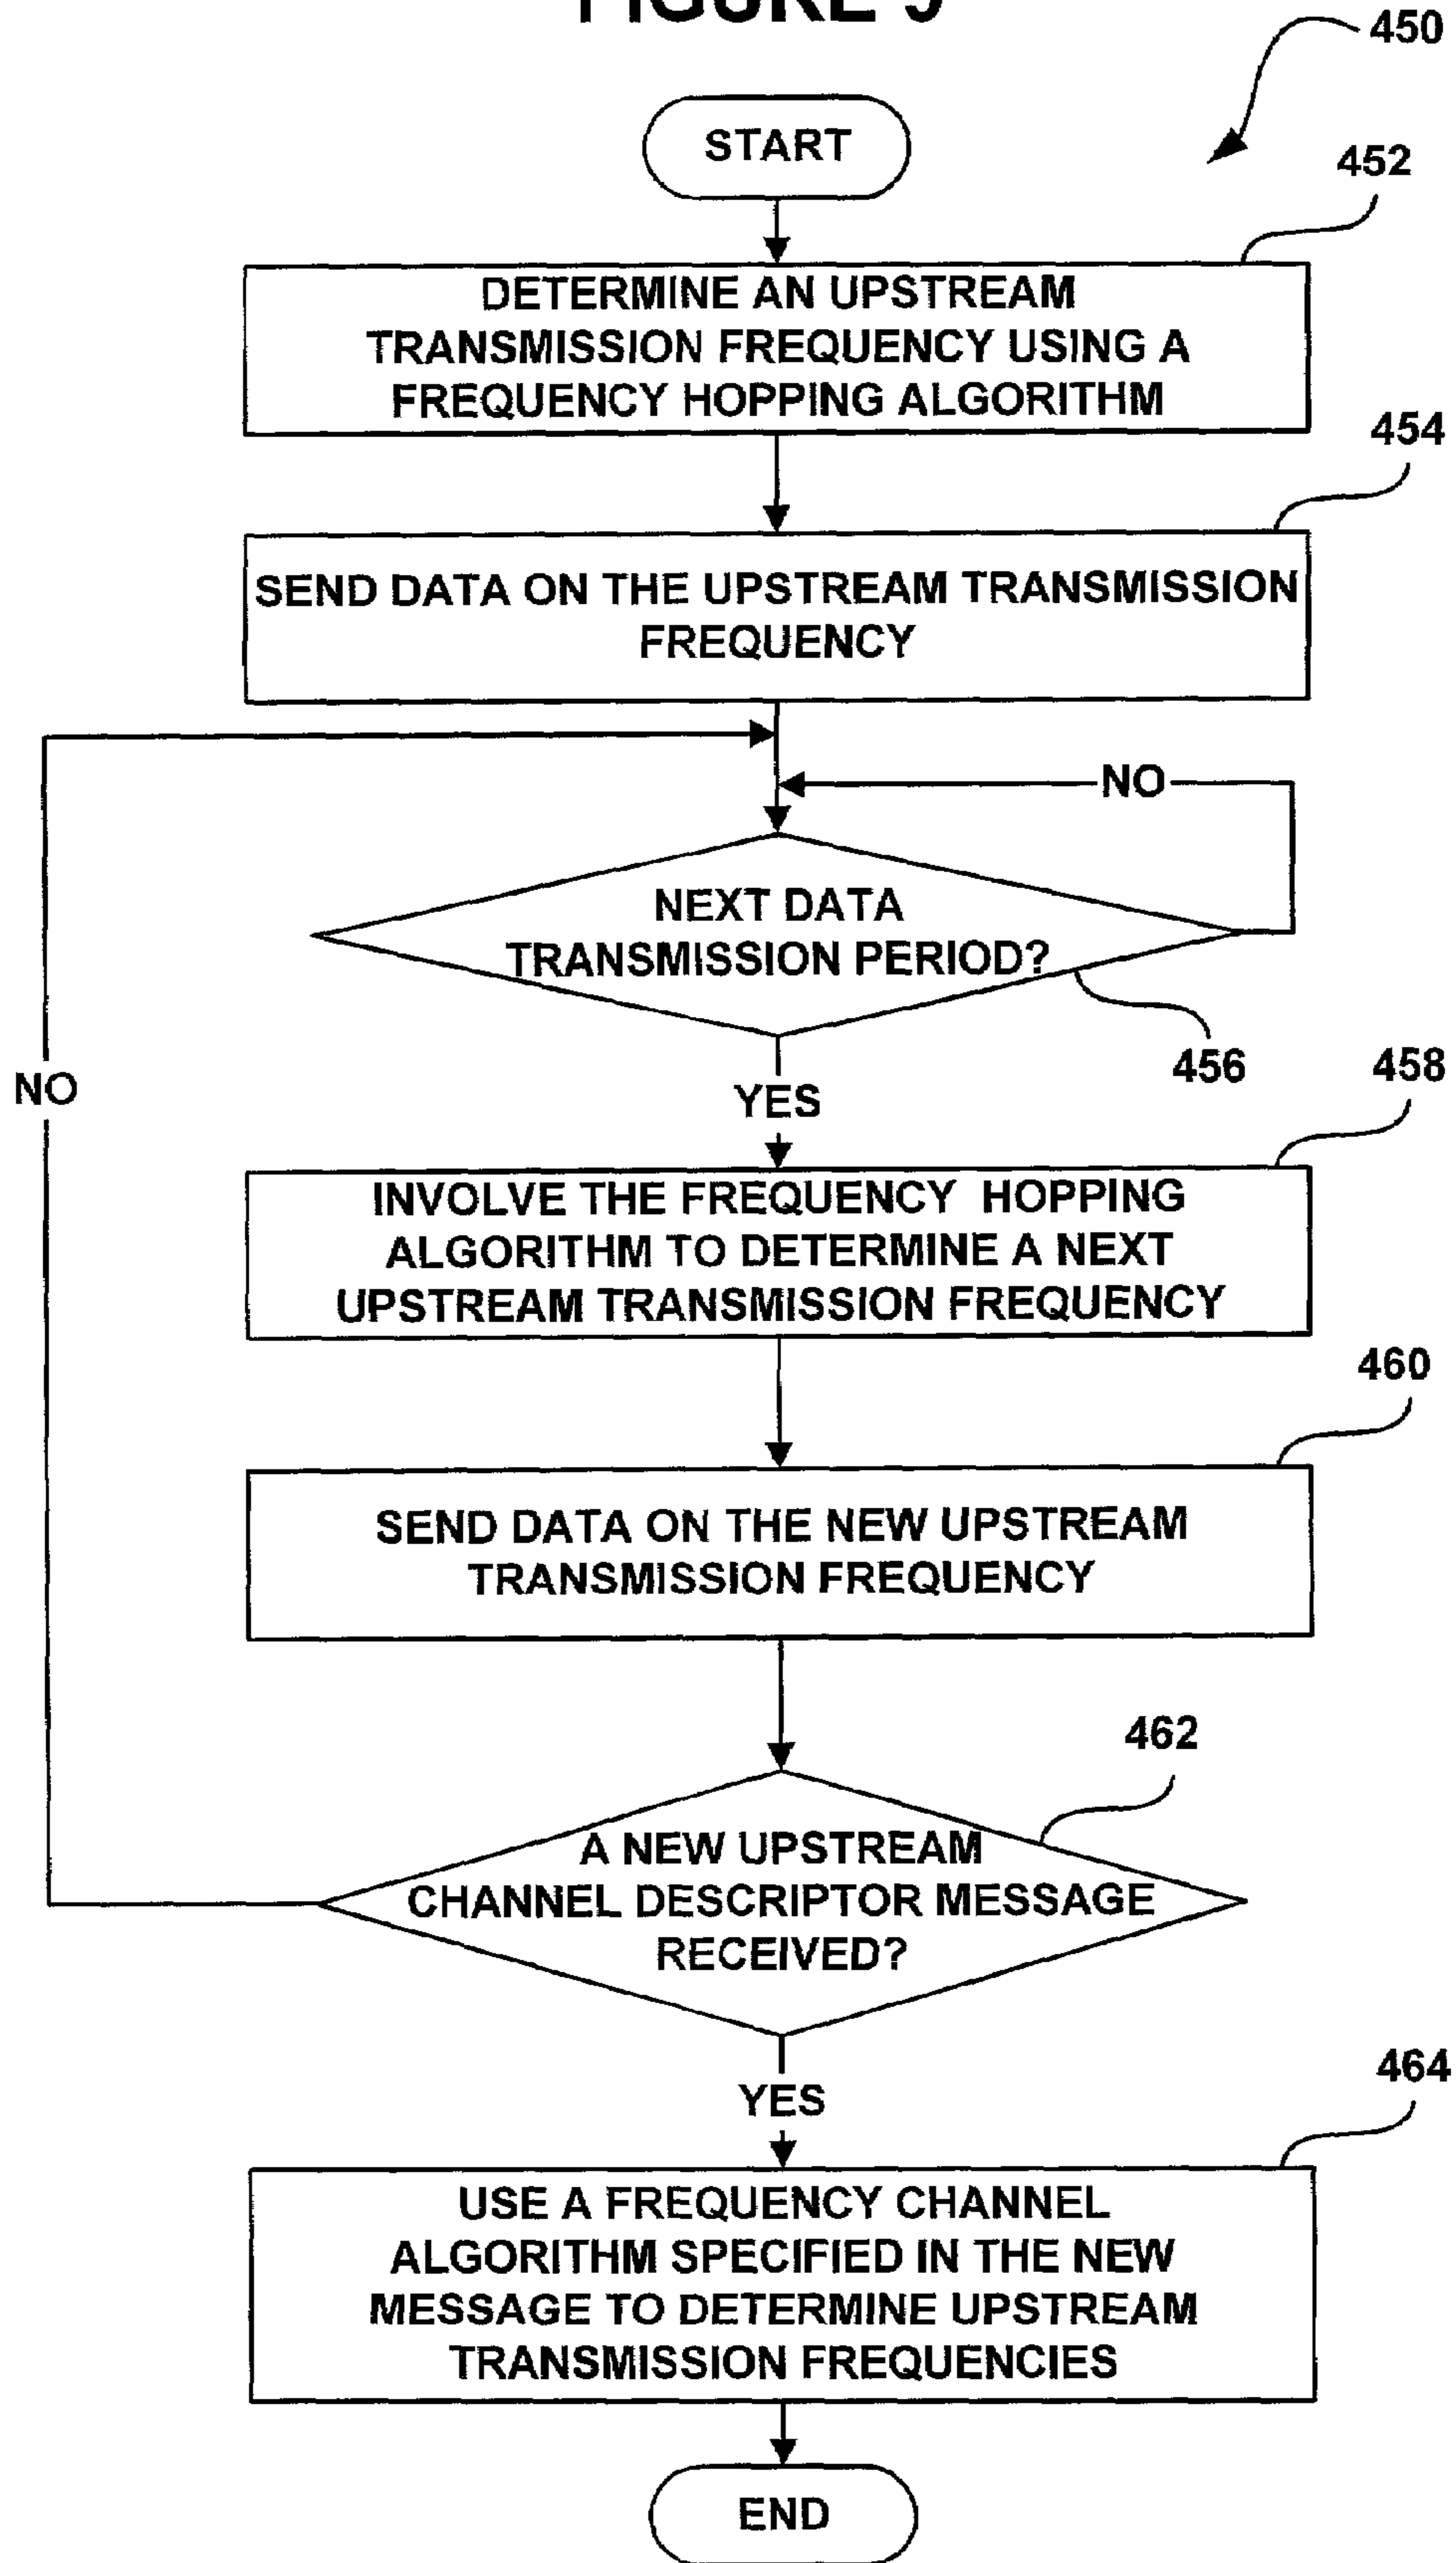 450
START
452
DETERMINE AN UPSTREAM
TRANSMISSION FREQUENCY USING A
FREQUENCY HOPPING ALGORITHM
454
SEND DATA ON THE UPSTREAM TRANSMISSION
FREQUENCY
NO
NEXT DATA
TRANSMISSION PERIOD?
456
NO
YES
458
INVOLVE THE FREQUENCY HOPPING
ALGORITHM TO DETERMINE A NEXT
UPSTREAM TRANSMISSION FREQUENCY
460
SEND DATA ON THE NEW UPSTREAM
TRANSMISSION FREQUENCY
462
A NEW UPSTREAM
CHANNEL DESCRIPTOR MESSAGE
RECEIVED?
YES
464
USE A FREQUENCY CHANNEL
ALGORITHM SPECIFIED IN THE NEW
MESSAGE TO DETERMINE UPSTREAM
TRANSMISSION FREQUENCIES
END